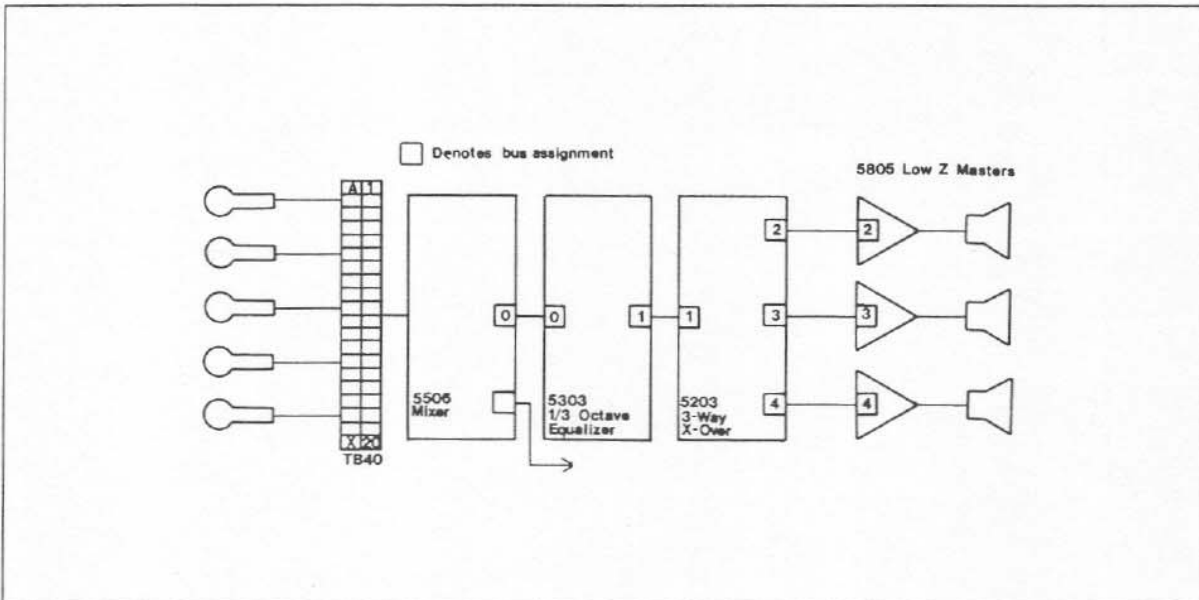 Denotes bus assignment
5805 Low Z Masters
A 1
2 2
0 0 1 1 3 3
5506
Mixer
5303
1/3 Octave
Equalizer
5203
3-Way
X-Over
4 4
X 20
TB40